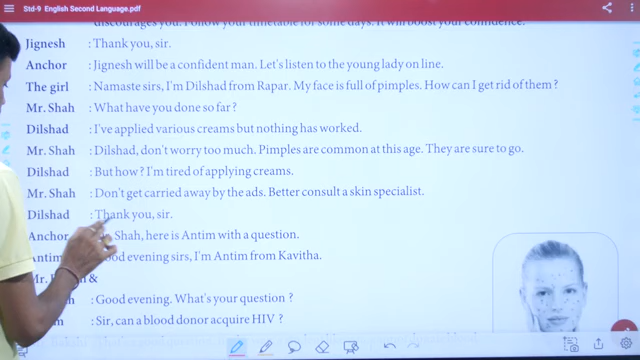 Std-9 English Second Language.pdf
discourages you. Follow your timetable for some days. It will boost your confidence.
Jignesh : Thank you, sir.
Anchor : Jignesh will be a confident man. Let's listen to the young lady on line.
The girl : Namaste sirs, I'm Dilshad from Rapar. My face is full of pimples. How can I get rid of them ?
Mr. Shah : What have you done so far ?
Dilshad : I've applied various creams but nothing has worked.
Mr. Shah : Dilshad, don't worry too much. Pimples are common at this age. They are sure to go.
Dilshad : But how ? I'm tired of applying creams.
Mr. Shah : Don't get carried away by the ads. Better consult a skin specialist.
Dilshad : Thank you, sir.
Anchor Shah, here is Antim with a question.
Antim evening sirs, I'm Antim from Kavitha.
Mr. &
: Good evening. What's your question ?
: Sir, can a blood donor acquire HIV ?